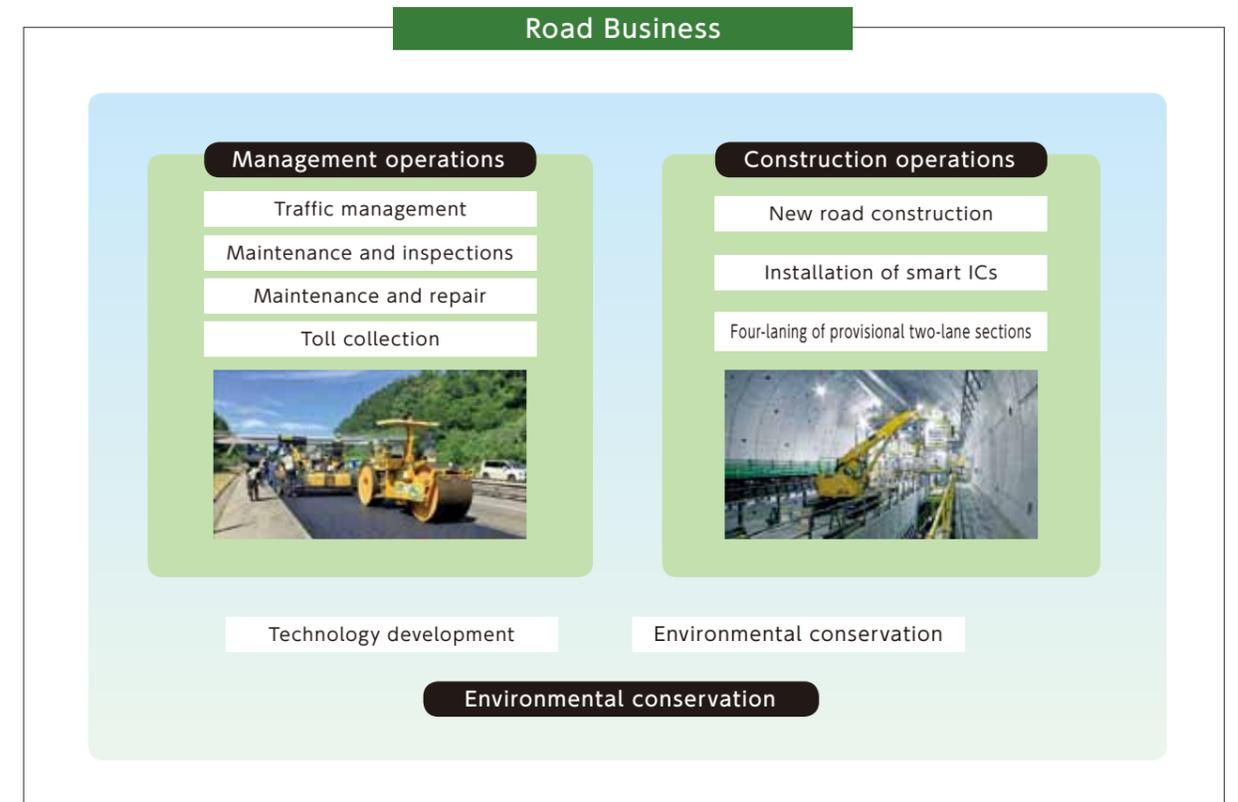 Road Business
Management operations
Traffic management
Maintenance and inspections
Maintenance and repair
Toll collection
Construction operations
New road construction
Installation of smart ICs
Four-laning of provisional two-lane sections
Technology development
Environmental conservation
Environmental conservation